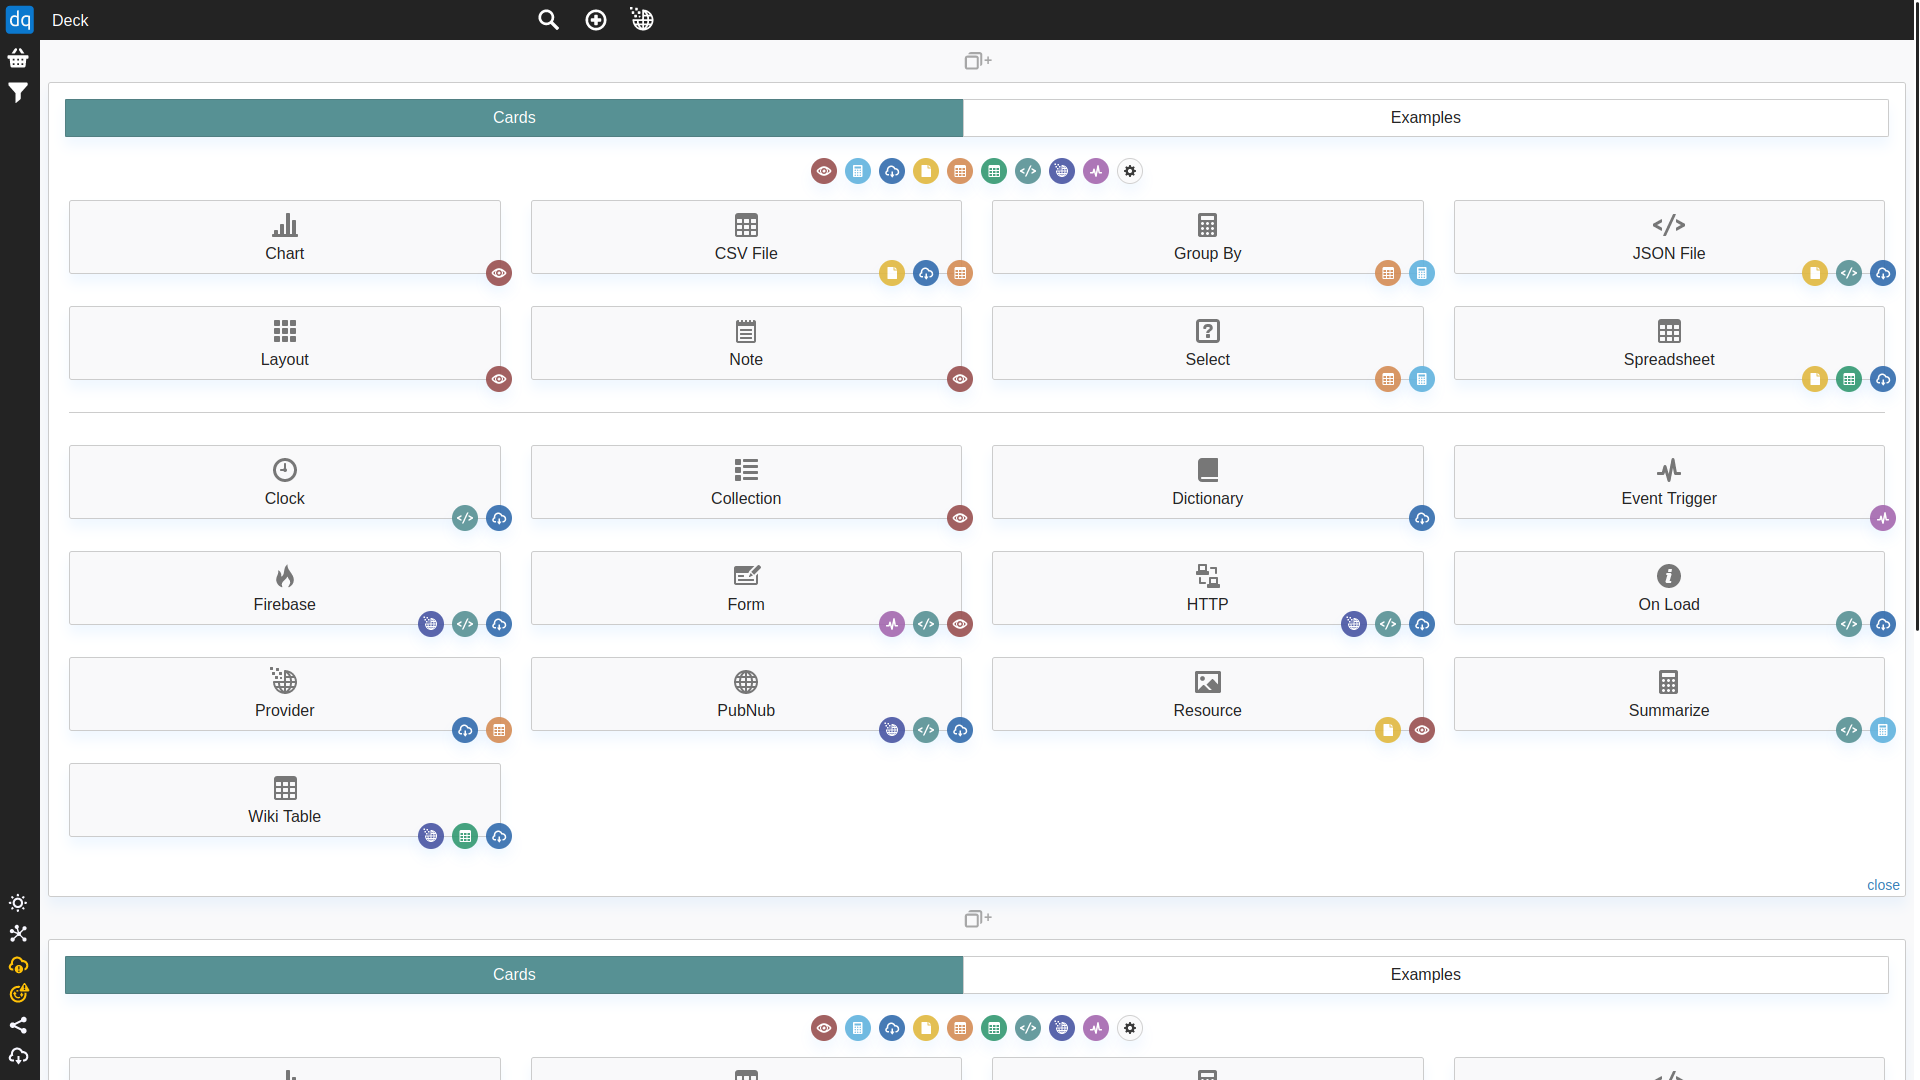 dq Deck
Cards Examples
Chart CSV File Group By JSON File
Layout Note Select Spreadsheet
Clock Collection Dictionary Event Trigger
Firebase Form HTTP On Load
Provider PubNub Resource Summarize
Wiki Table
close
Cards Examples